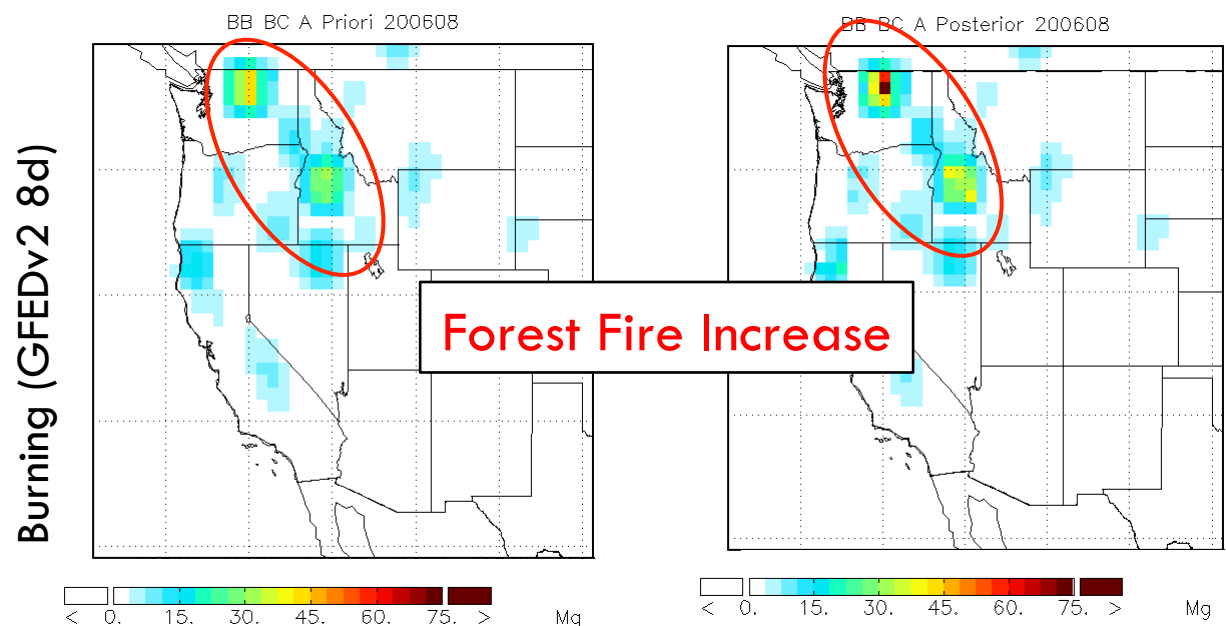 BB BC A Priori 200608
BB BC A Posterior 200608
Burning (GFEDv2 8d)
Forest Fire Increase
< 0. 15. 30. 45. 60. 75. > Mg
< 0. 15. 30. 45. 60. 75. > Mg